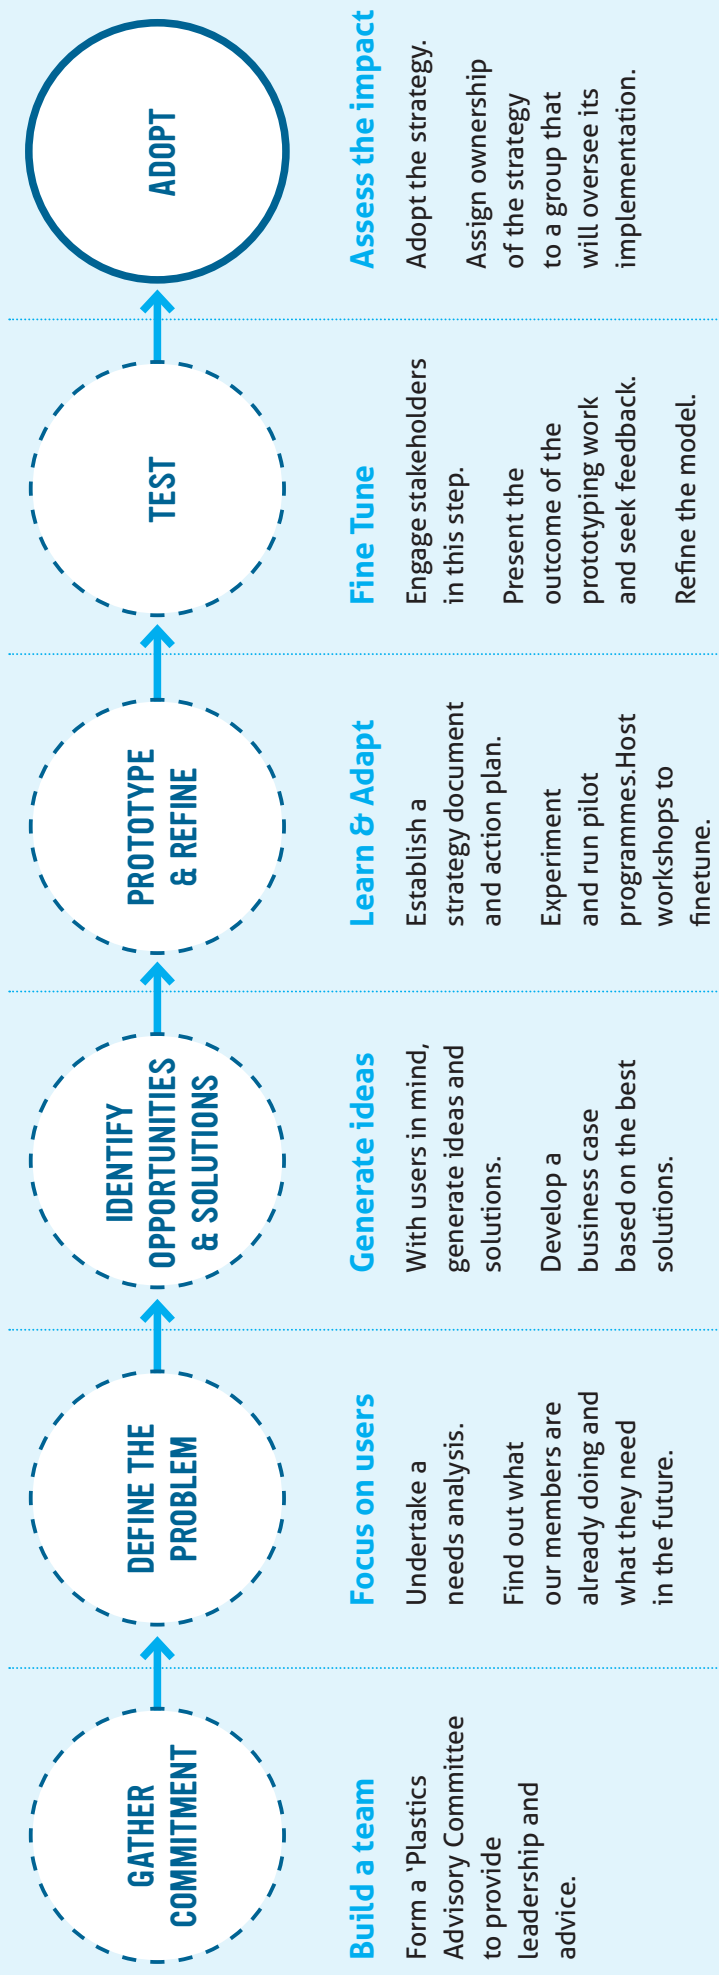 GATHER
COMMITMENT
Build a team
Form a ‘Plastics
Advisory Committee
to provide
leadership and
advice.
DEFINE THE
PROBLEM
Focus on users
Undertake a
needs analysis.
Find out what
our members are
already doing and
what they need
in the future.
IDENTIFY
OPPORTUNITIES
& SOLUTIONS
Generate ideas
With users in mind,
generate ideas and
solutions.
Develop a
business case
based on the best
solutions.
PROTOTYPE
& REFINE
Learn & Adapt
Establish a
strategy document
and action plan.
Experiment
and run pilot
programmes.Host
workshops to
finetune.
TEST
Fine Tune
Engage stakeholders
in this step.
Present the
outcome of the
prototyping work
and seek feedback.
Refine the model.
ADOPT
Assess the impact
Adopt the strategy.
Assign ownership
of the strategy
to a group that
will oversee its
implementation.